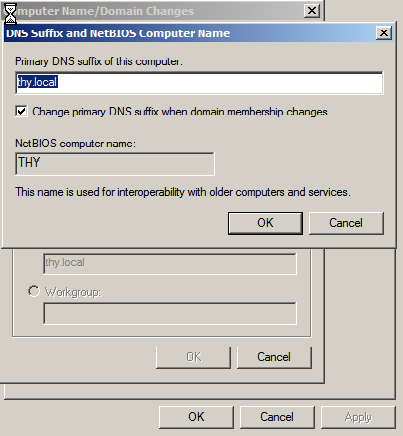 Computer Name/Domain Changes
DNS Suffix and NetBIOS Computer Name
Primary DNS suffix of this computer:
thy.local
Change primary DNS suffix when domain membership changes
NetBIOS computer name:
THY
This name is used for interoperability with older computers and services.
OK Cancel
thy.local
Workgroup:
OK Cancel
OK Cancel Apply